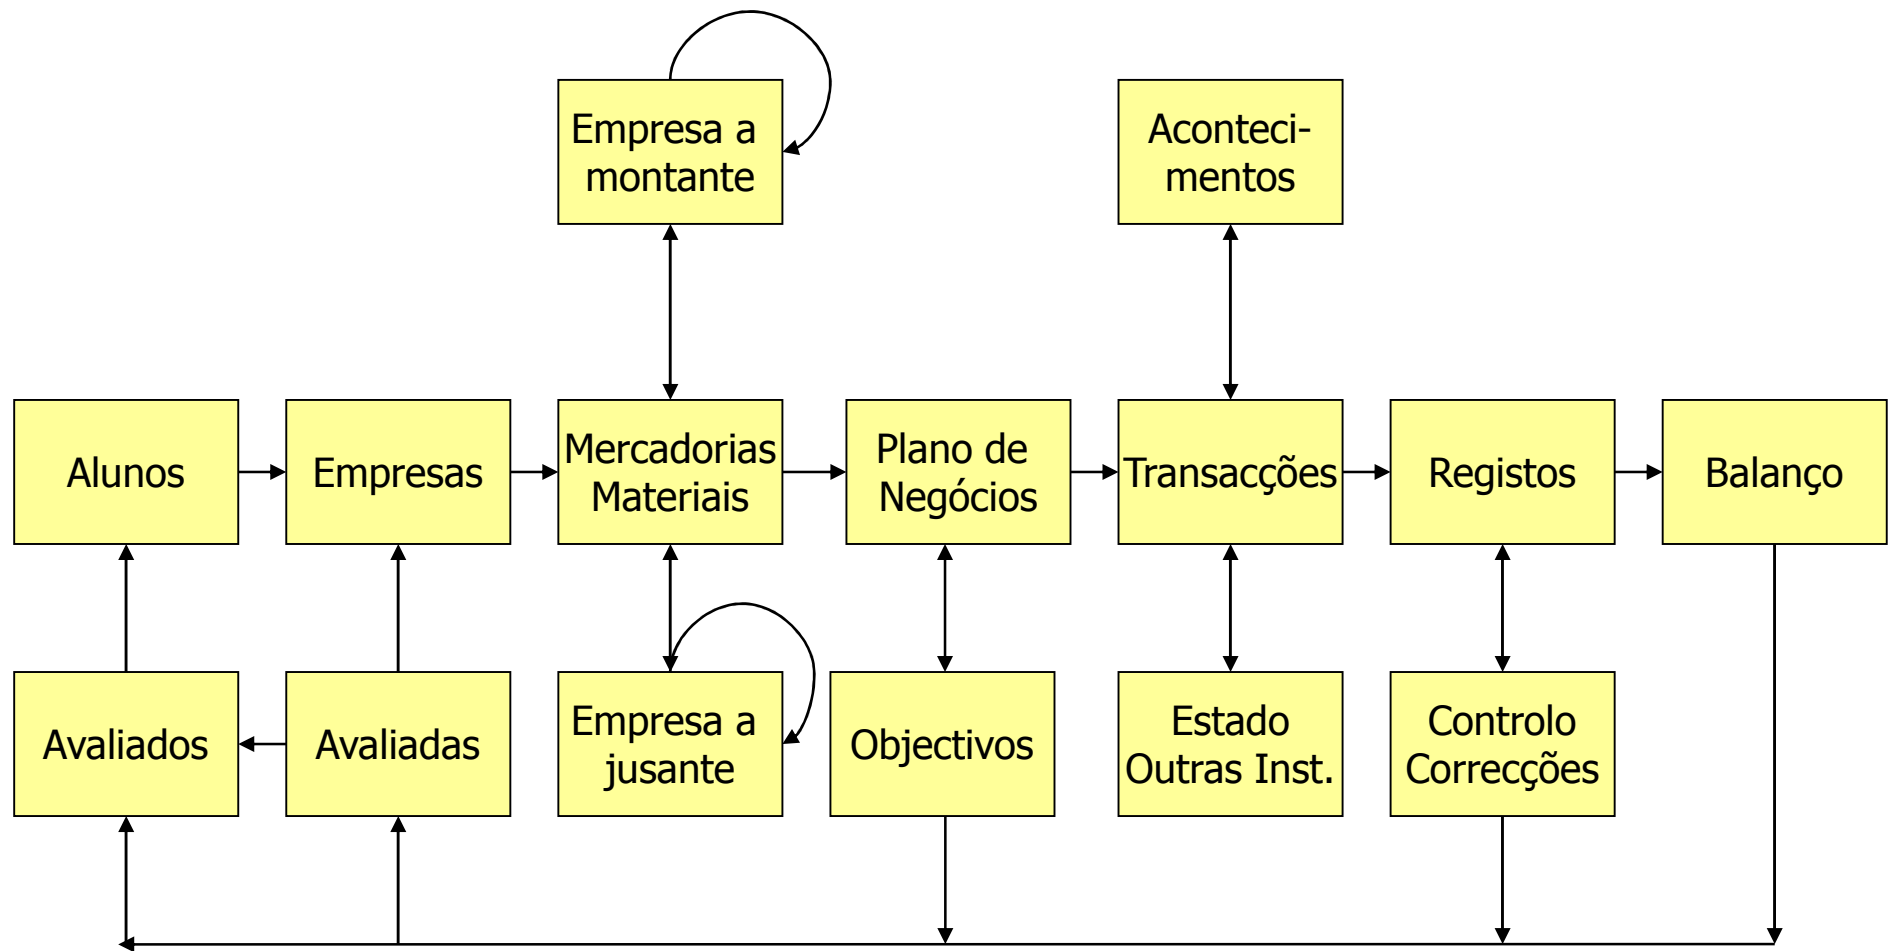 Empresa a
montante
Aconteci-
mentos
Alunos
Empresas
Mercadorias
Materiais
Plano de
Negócios
Transacções
Registos
Balanço
Avaliados
Avaliadas
Empresa a
jusante
Objectivos
Estado
Outras Inst.
Controlo
Correcções